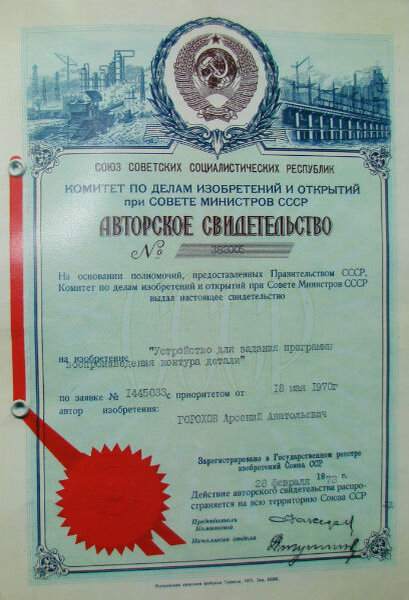 СОЮЗ СОВЕТСКИХ СОЦИАЛИСТИЧЕСКИХ РЕСПУБЛИК
КОМИТЕТ ПО ДЕЛАМ ИЗОБРЕТЕНИЙ И ОТКРЫТИЙ
при СОВЕТЕ МИНИСТРОВ СССР
АВТОРСКОЕ СВИДЕТЕЛЬСТВО
№ 383005
На основании полномочий, предоставленных Правительством СССР,
Комитет по делам изобретений и открытий при Совете Министров СССР
выдал настоящее свидетельство
на изобретение "Устройство для задания программ
воспроизведения контура детали"
по заявке № 1445033 с приоритетом от 18 мая 1970г
автор изобретения:
ГОРОХОВ Арсений Анатольевич
Зарегистрировано в Государственном реестре
изобретений Союза ССР
28 февраля 1973 г.
Действие авторского свидетельства распро-
страняется на всю территорию Союза ССР
Председатель
Комитета
Начальник отдела